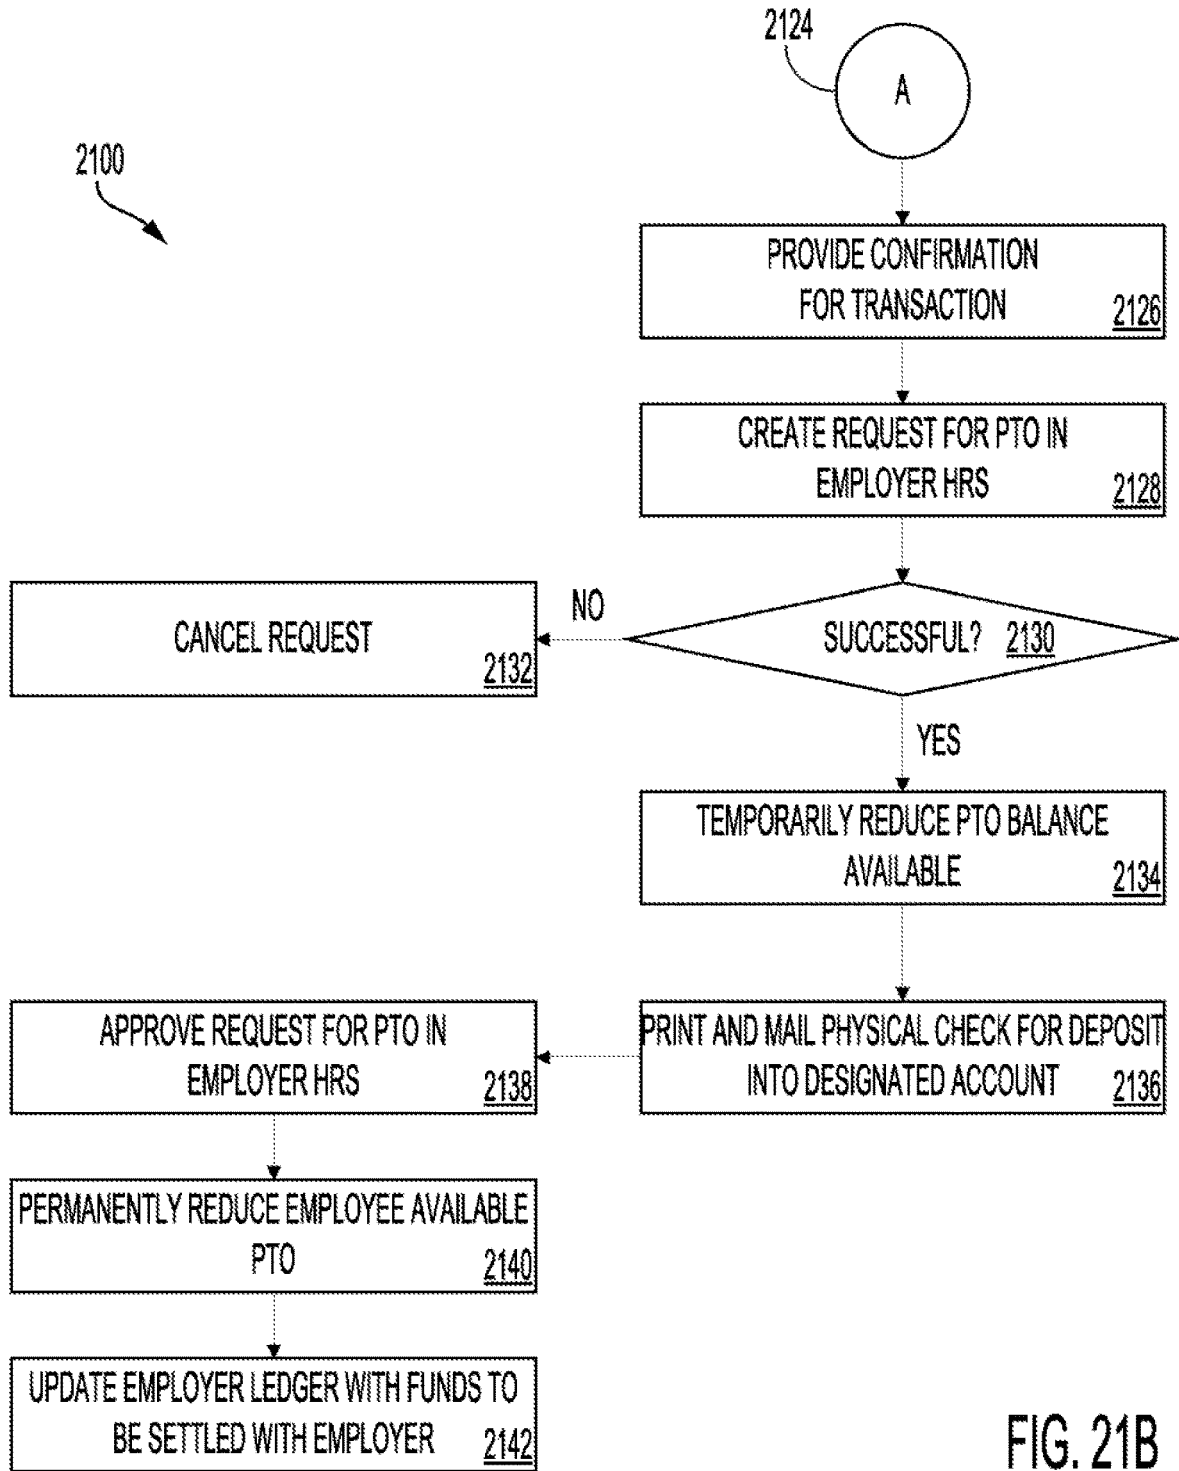 2124
A
2100
PROVIDE CONFIRMATION
FOR TRANSACTION
2126
CREATE REQUEST FOR PTO IN
EMPLOYER HRS
2128
CANCEL REQUEST
2132
NO
SUCCESSFUL? 2130
YES
TEMPORARILY REDUCE PTO BALANCE
AVAILABLE
2134
PRINT AND MAIL PHYSICAL CHECK FOR DEPOSIT
INTO DESIGNATED ACCOUNT
2136
APPROVE REQUEST FOR PTO IN
EMPLOYER HRS
2138
PERMANENTLY REDUCE EMPLOYEE AVAILABLE
PTO
2140
UPDATE EMPLOYER LEDGER WITH FUNDS TO
BE SETTLED WITH EMPLOYER
2142
FIG. 21B